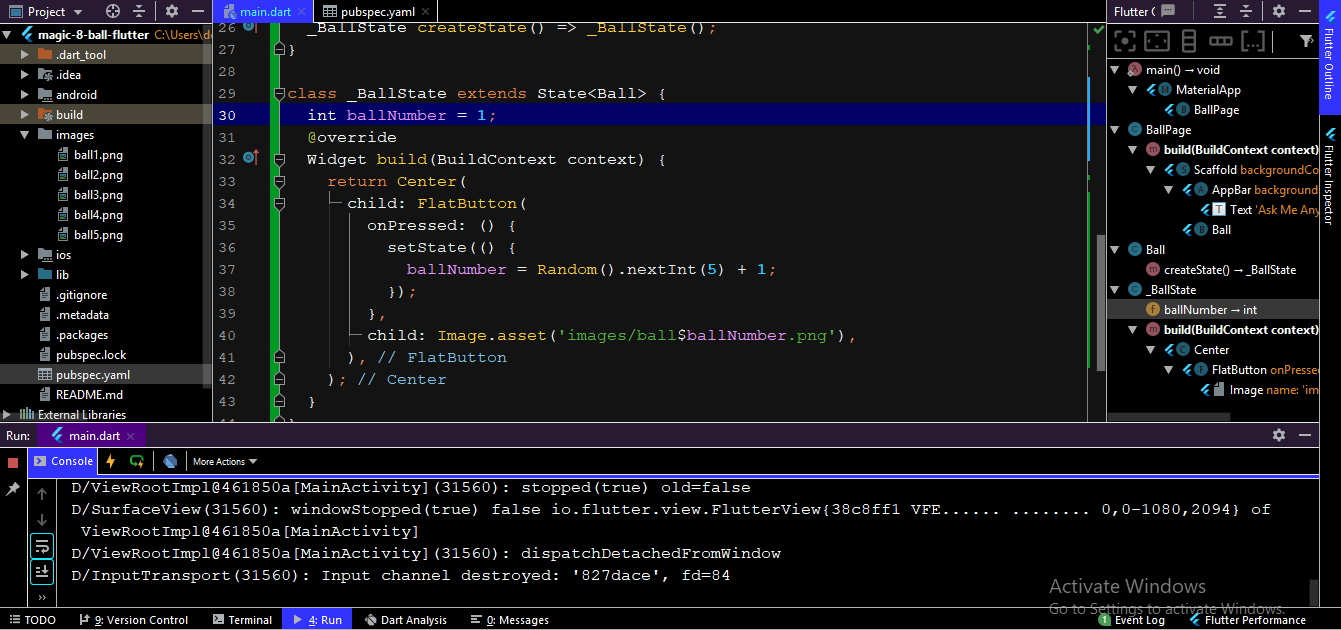 Project
main.dart
pubspec.yaml
Flutter
magic-8-ball-flutter C:\Users\d
.dart_tool
.idea
android
build
images
ball1.png
ball2.png
ball3.png
ball4.png
ball5.png
ios
lib
.gitignore
.metadata
.packages
pubspec.lock
pubspec.yaml
README.md
External Libraries
26 _BallState createState() => _BallState();
27 }
28
29 class _BallState extends State<Ball> {
30 int ballNumber = 1;
31 @override
32 Widget build(BuildContext context) {
33 return Center(
34 child: FlatButton(
35 onPressed: () {
36 setState(() {
37 ballNumber = Random().nextInt(5) + 1;
38 });
39 },
40 child: Image.asset('images/ball$ballNumber.png'),
41 ), // FlatButton
42 ); // Center
43 }
44 }
main() → void
MaterialApp
BallPage
BallPage
build(BuildContext context)
Scaffold backgroundCo
AppBar background
Text 'Ask Me Any
Ball
Ball
createState() → _BallState
_BallState
ballNumber → int
build(BuildContext context)
Center
FlatButton onPresse
Image name: 'im
Flutter Outline
Flutter Inspector
Run: main.dart
Console
More Actions
D/ViewRootImpl@461850a[MainActivity](31560): stopped(true) old=false
D/SurfaceView(31560): windowStopped(true) false io.flutter.view.FlutterView{38c8ff1 VFE...... ........ 0,0-1080,2094} of
ViewRootImpl@461850a[MainActivity]
D/ViewRootImpl@461850a[MainActivity](31560): dispatchDetachedFromWindow
D/InputTransport(31560): Input channel destroyed: '827dace', fd=84
Activate Windows
Go to Settings to activate Windows.
TODO
9: Version Control
Terminal
4: Run
Dart Analysis
0: Messages
1 Event Log
Flutter Performance